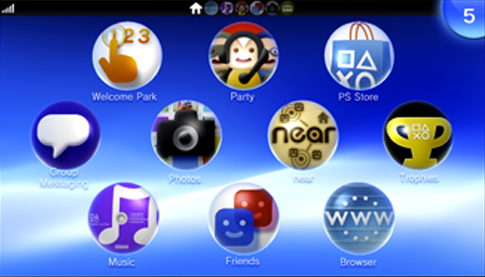 5
123
Welcome Park
Party
PS Store
near
Group
Messaging
Photos
near
Trophies
WWW
Music
Friends
Browser